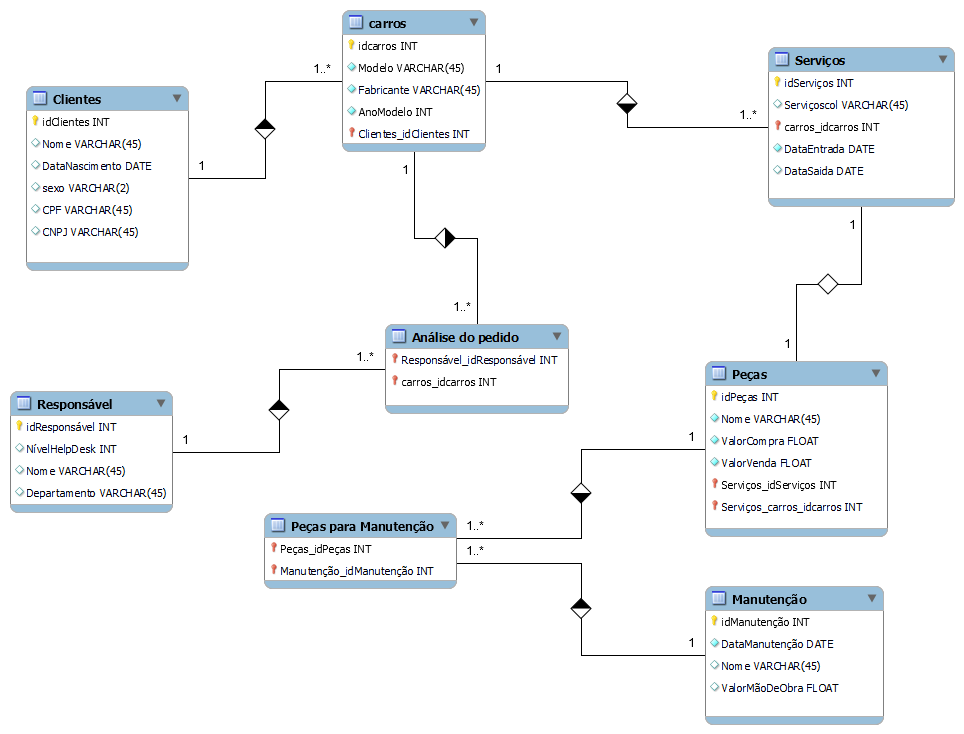 carros
idcarros INT
Modelo VARCHAR(45)
Fabricante VARCHAR(45)
AnoModelo INT
Clientes_idClientes INT
1..*
1
1
1..*
Serviços
idServiços INT
Serviçoscol VARCHAR(45)
carros_idcarros INT
DataEntrada DATE
DataSaida DATE
Clientes
idClientes INT
Nome VARCHAR(45)
DataNascimento DATE
sexo VARCHAR(2)
CPF VARCHAR(45)
CNPJ VARCHAR(45)
1
1
1..*
1
1..*
Análise do pedido
Responsável_idResponsável INT
carros_idcarros INT
Responsável
idResponsável INT
NívelHelpDesk INT
Nome VARCHAR(45)
Departamento VARCHAR(45)
1
Peças
idPeças INT
Nome VARCHAR(45)
ValorCompra FLOAT
ValorVenda FLOAT
Serviços_idServiços INT
Serviços_carros_idcarros INT
1
1..*
1..*
Peças para Manutenção
Peças_idPeças INT
Manutenção_idManutenção INT
1
Manutenção
idManutenção INT
DataManutenção DATE
Nome VARCHAR(45)
ValorMãoDeObra FLOAT